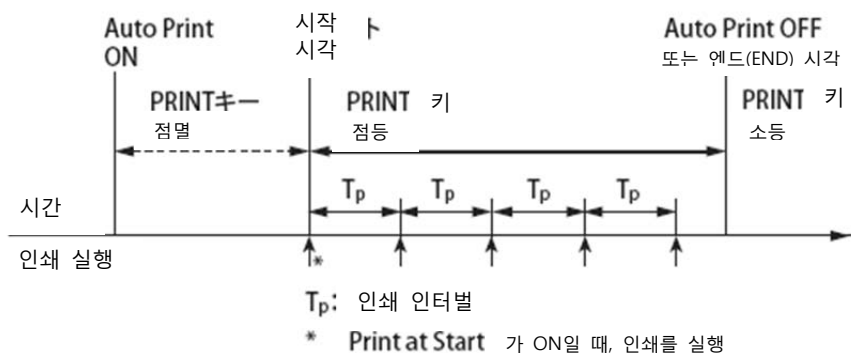 Auto Print
ON
시작 ト
시각
Auto Print OFF
또는 엔드(END) 시각
PRINTキー
점멸
PRINT 키
점등
PRINT 키
소등
Tp Tp Tp Tp
시간
인쇄 실행
*
Tp: 인쇄 인터벌
* Print at Start 가 ON일 때, 인쇄를 실행